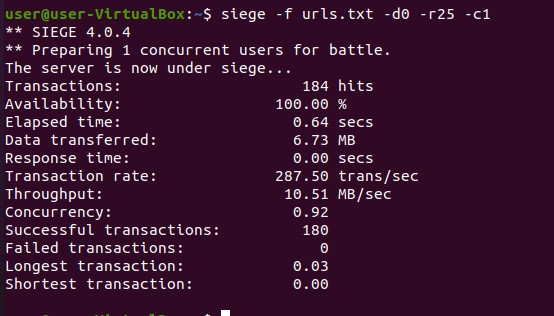 user@user-VirtualBox:~$ siege -f urls.txt -d0 -r25 -c1
** SIEGE 4.0.4
** Preparing 1 concurrent users for battle.
The server is now under siege...
Transactions: 184 hits
Availability: 100.00 %
Elapsed time: 0.64 secs
Data transferred: 6.73 MB
Response time: 0.00 secs
Transaction rate: 287.50 trans/sec
Throughput: 10.51 MB/sec
Concurrency: 0.92
Successful transactions: 180
Failed transactions: 0
Longest transaction: 0.03
Shortest transaction: 0.00